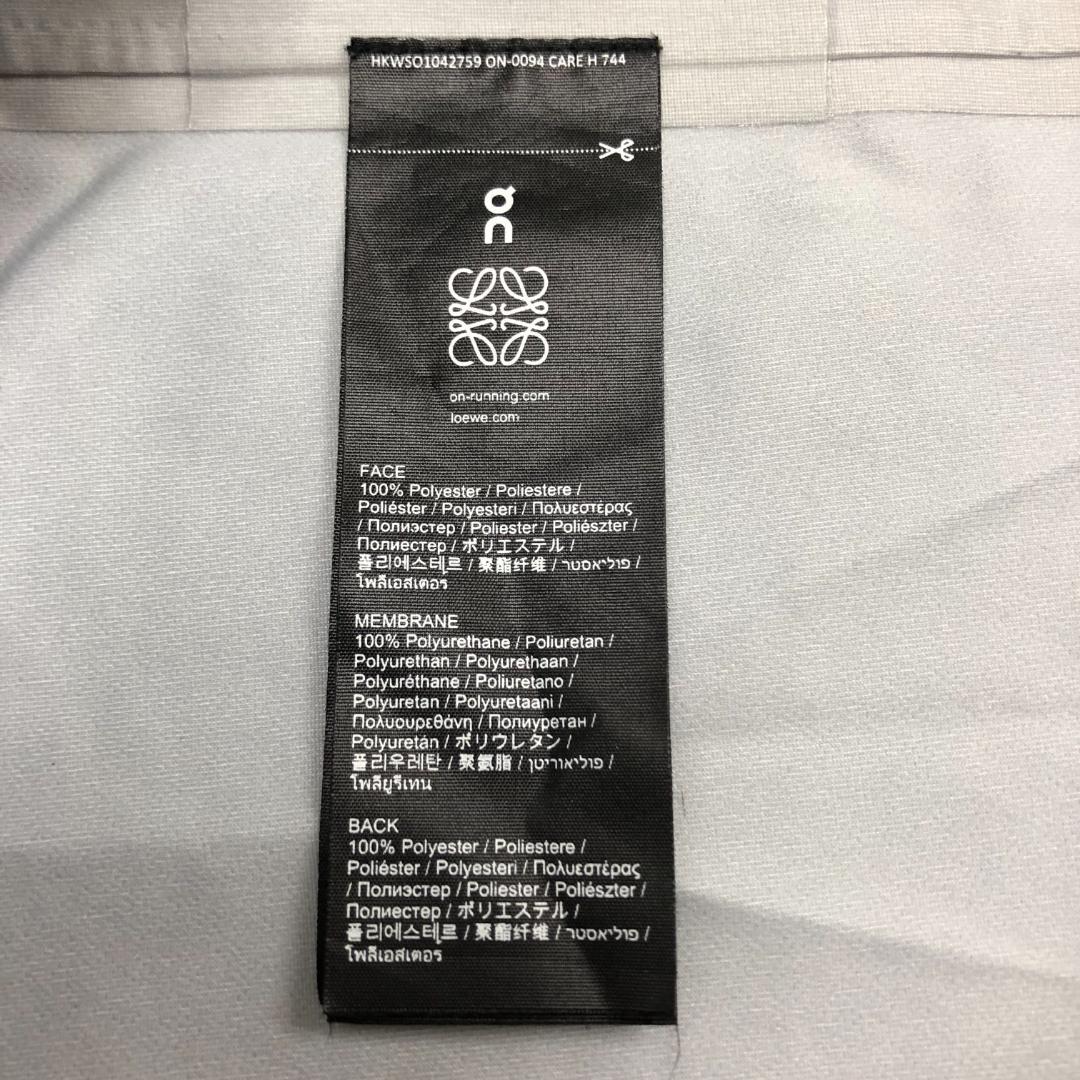 HKWSO1042759 ON-0094 CARE H 744
on
on-running.com
loewe.com
FACE
100% Polyester / Poliestere /
Poliéster / Polyesteri / Πολυεστέρας
/ Полиэстер / Poliester / Poliészter /
Полиестер / ポリエステル /
폴리에스테르 / 聚酯纤维 / פוליאסטר /
โพลีเอสเตอร
MEMBRANE
100% Polyurethane / Poliuretan /
Polyurethan / Polyurethaan /
Polyuréthane / Poliuretano /
Polyuretan / Polyuretaani /
Πολυουρεθάνη / Полиуретан /
Polyuretán / ポリウレタン /
폴리우레탄 / 聚氨脂 / פוליאוריטן /
โพลียูรีเทน
BACK
100% Polyester / Poliestere /
Poliéster / Polyesteri / Πολυεστέρας
/ Полиэстер / Poliester / Poliészter /
Полиестер / ポリエステル /
폴리에스테르 / 聚酯纤维 / פוליאסטר /
โพลีเอสเตอร